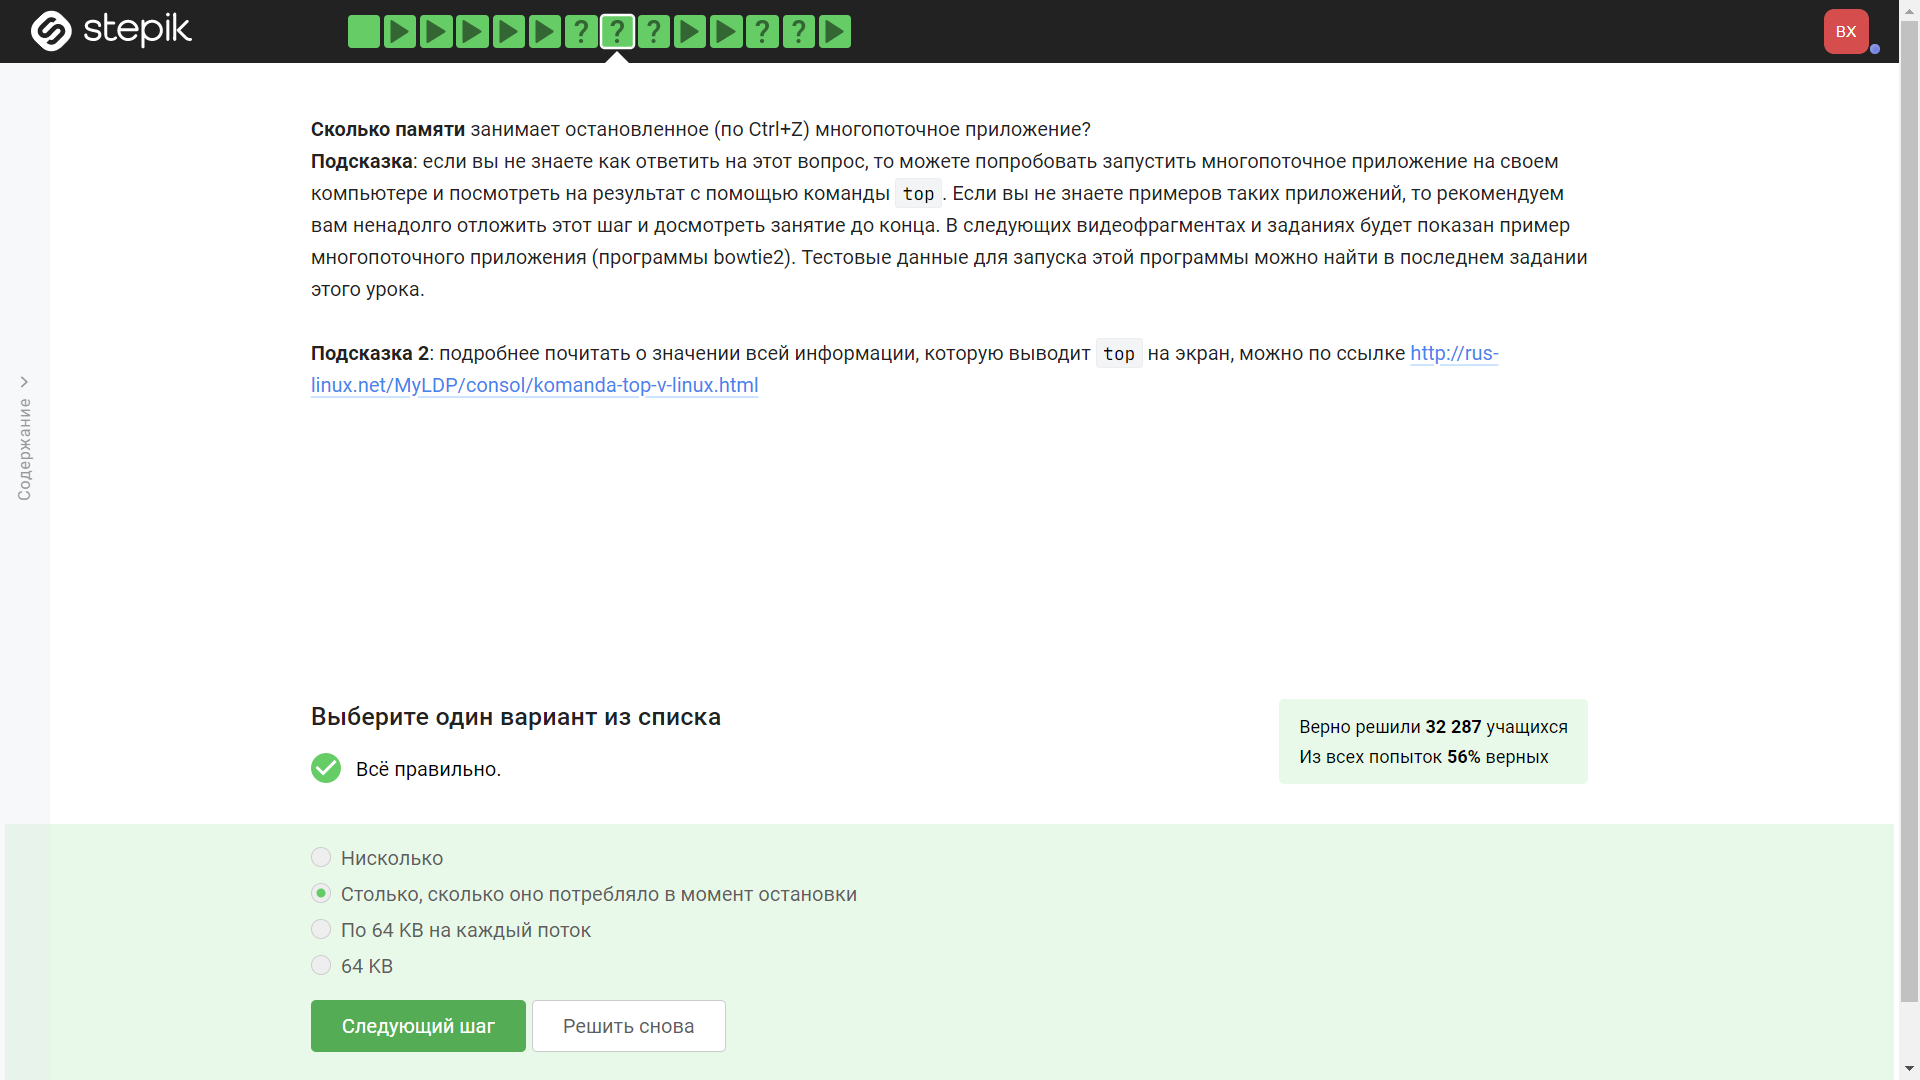 stepik
? ? ? ? ?
BX
Содержание
Сколько памяти занимает остановленное (по Ctrl+Z) многопоточное приложение?
Подсказка: если вы не знаете как ответить на этот вопрос, то можете попробовать запустить многопоточное приложение на своем
компьютере и посмотреть на результат с помощью команды top. Если вы не знаете примеров таких приложений, то рекомендуем
вам ненадолго отложить этот шаг и досмотреть занятие до конца. В следующих видеофрагментах и заданиях будет показан пример
многопоточного приложения (программы bowtie2). Тестовые данные для запуска этой программы можно найти в последнем задании
этого урока.
Подсказка 2: подробнее почитать о значении всей информации, которую выводит top на экран, можно по ссылке http://rus-
linux.net/MyLDP/consol/komanda-top-v-linux.html
Выберите один вариант из списка
Всё правильно.
Верно решили 32 287 учащихся
Из всех попыток 56% верных
Нисколько
Столько, сколько оно потребляло в момент остановки
По 64 KB на каждый поток
64 KB
Следующий шаг
Решить снова